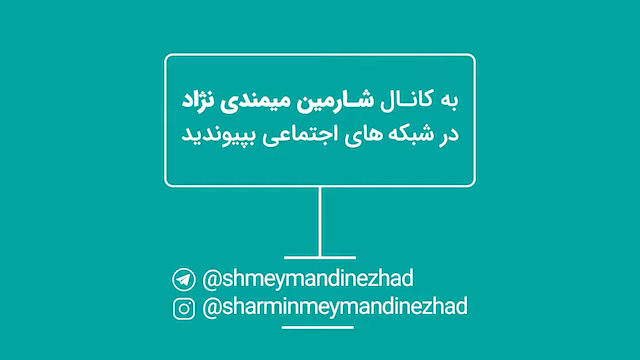 به کانال شارمین میمندی نژاد
در شبکه های اجتماعی بپیوندید
@shmeymandinezhad
@sharminmeymandinezhad